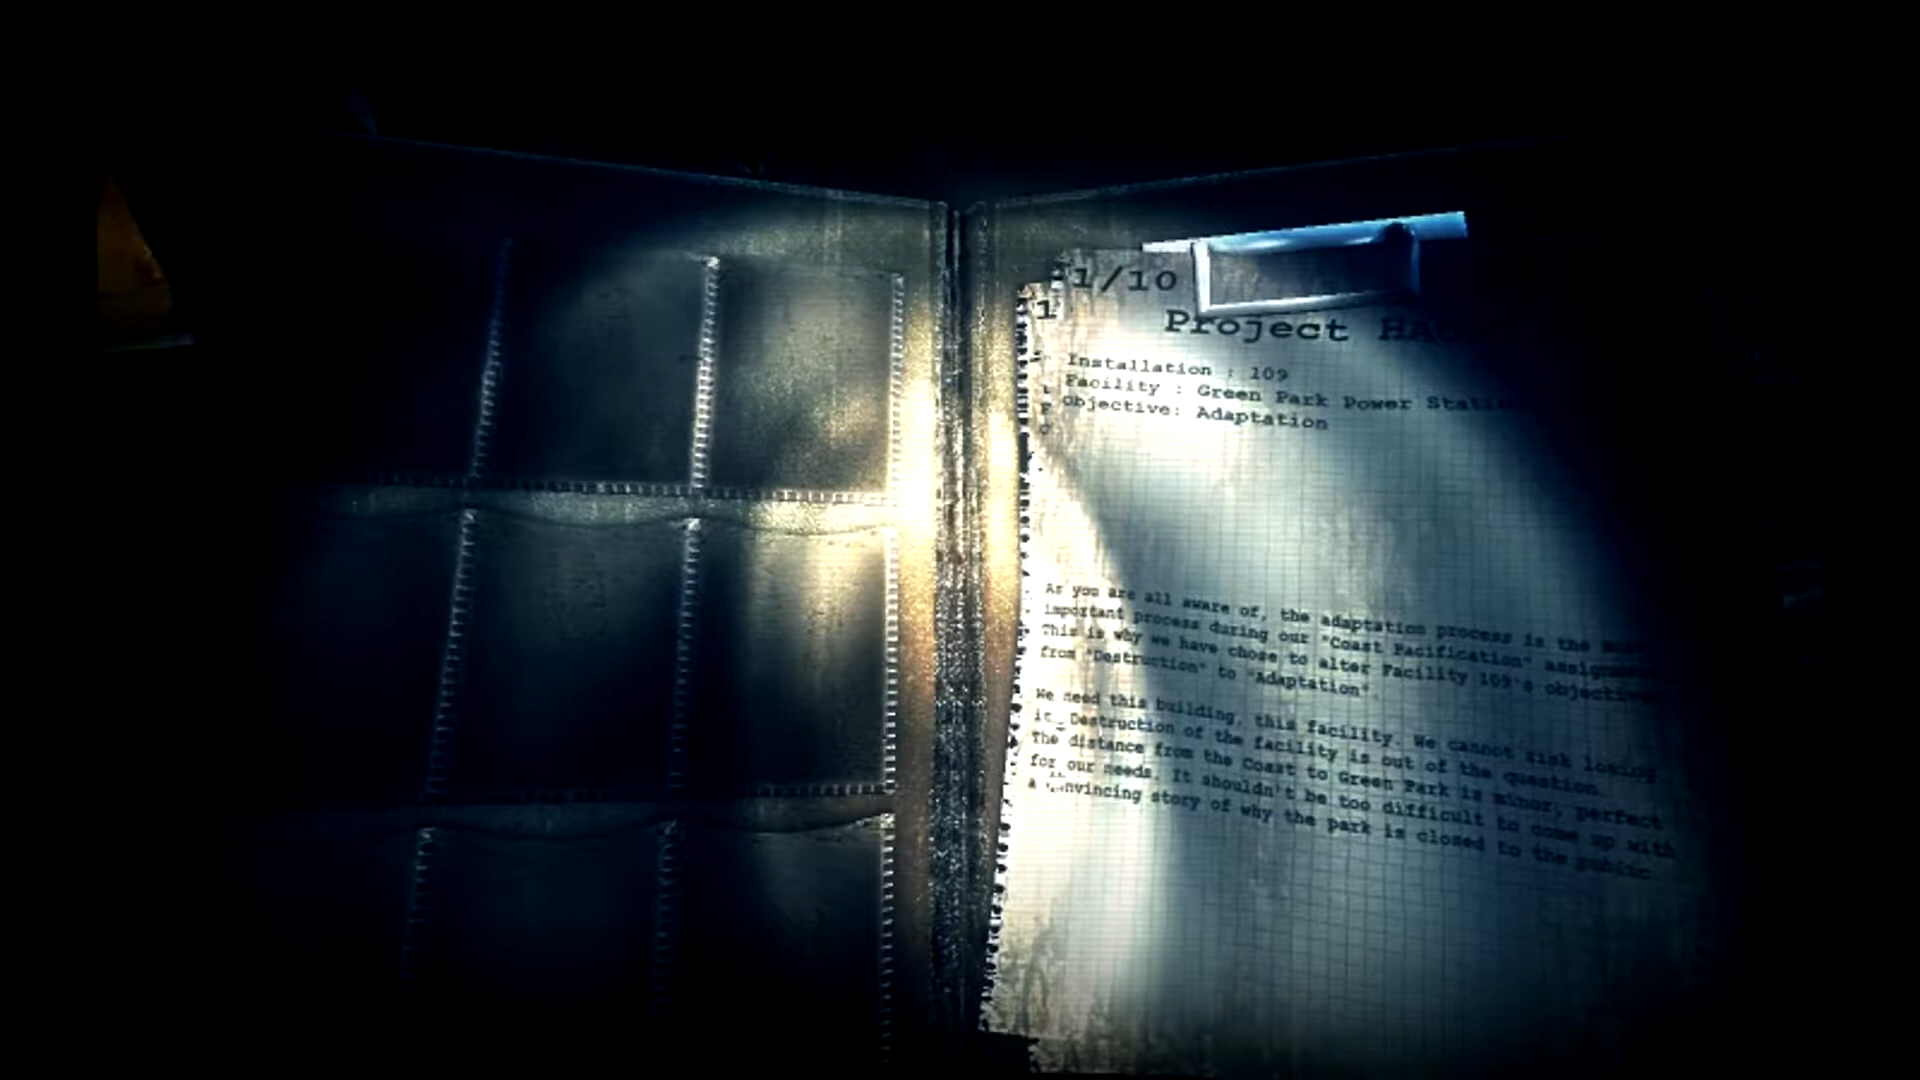 1/10
1
Project
Installation : 109
Facility : Green Park Power
Objective: Adaptation
As you are all aware of, the adaptation process is the most
important process during our "Coast Pacification"
This is why we have chose to alter Facility 109's objective
from "Destruction" to "Adaptation".
We need this building, this facility. We cannot risk losing
it. Destruction of the facility is out of the question.
The distance from the Coast to Green Park is minor, perfect
for our needs. It shouldn't be too difficult to come up with
a convincing story of why the park is closed to the public.